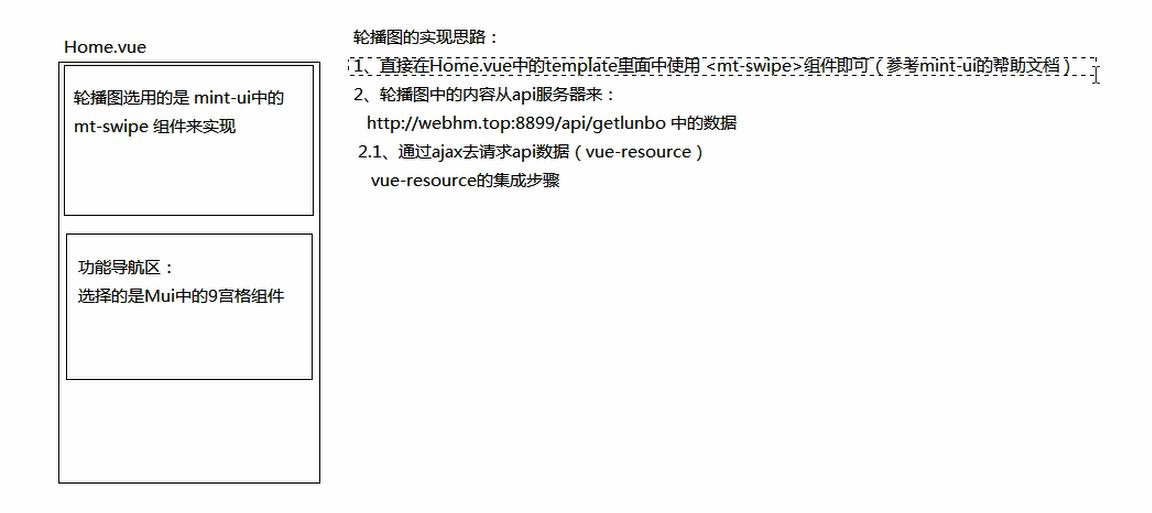 Home.vue
轮播图选用的是 mint-ui中的
mt-swipe 组件来实现
功能导航区：
选择的是Mui中的9宫格组件
轮播图的实现思路：
1、直接在Home.vue中的template里面中使用 <mt-swipe>组件即可（参考mint-ui的帮助文档）
2、轮播图中的内容从api服务器来：
http://webhm.top:8899/api/getlunbo 中的数据
2.1、通过ajax去请求api数据（vue-resource）
vue-resource的集成步骤